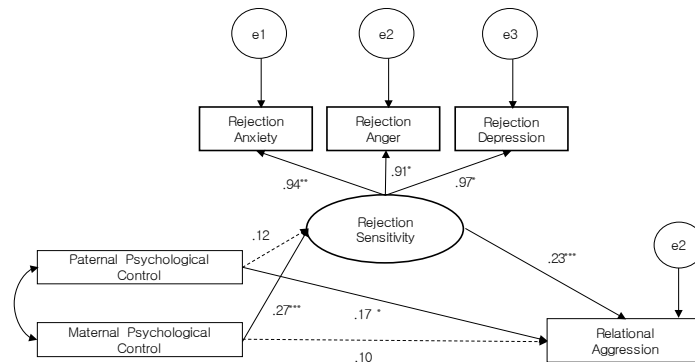 e1
e2
e3
Rejection
Anxiety
Rejection
Anger
Rejection
Depression
.94**
.91*
.97*
Rejection
Sensitivity
.12
e2
Paternal Psychological
Control
.23***
.27***
.17 *
Maternal Psychological
Control
.10
Relational
Aggression